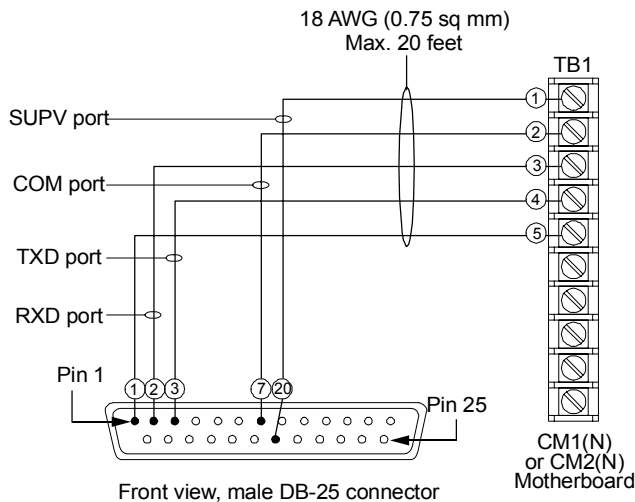 18 AWG (0.75 sq mm)
Max. 20 feet
TB1
SUPV port
1
2
COM port
3
4
TXD port
5
RXD port
Pin 1
1 2 3 7 20
Pin 25
CM1(N)
or CM2(N)
Motherboard
Front view, male DB-25 connector